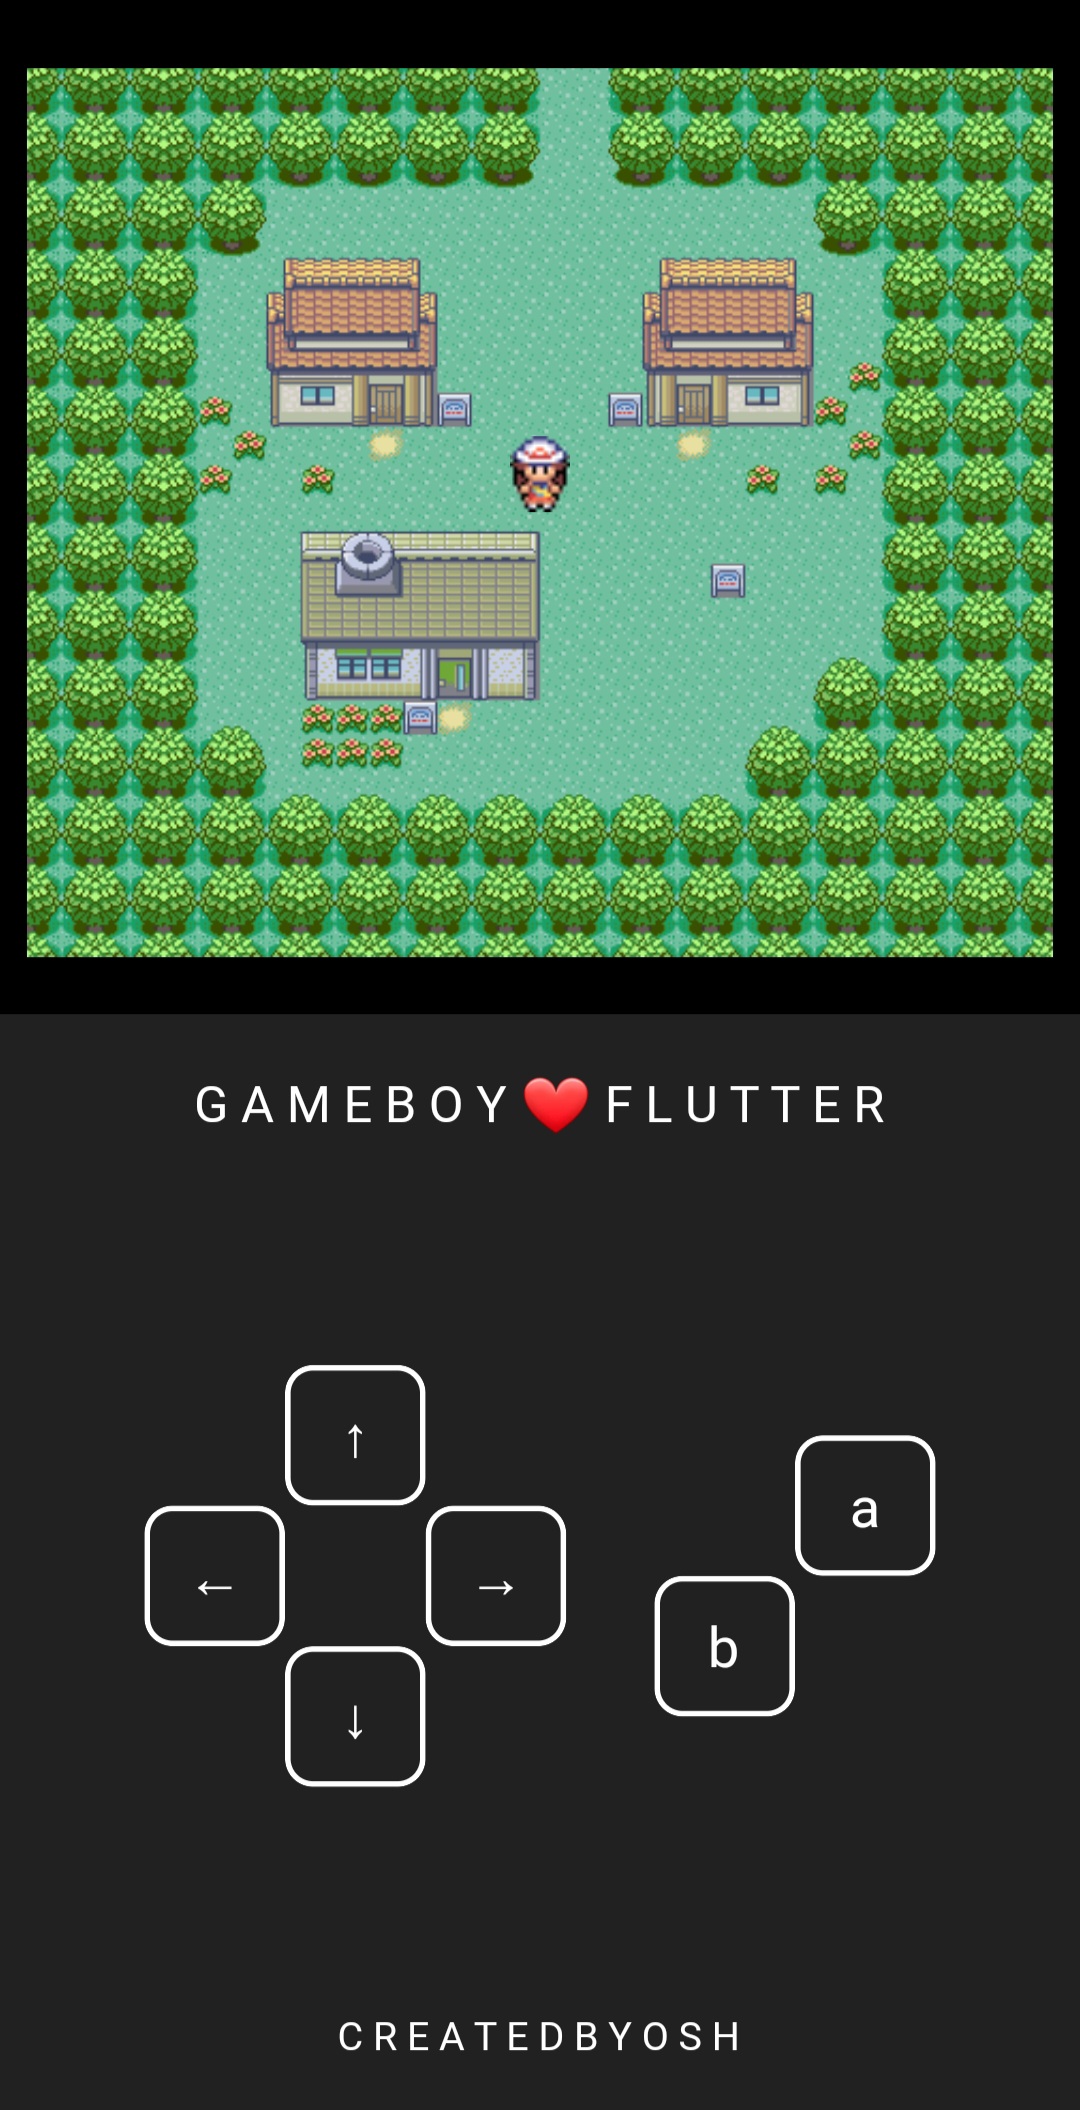 GAMEBOY❤️FLUTTER
↑
a
← →
b
↓
CREATEDBYOSH